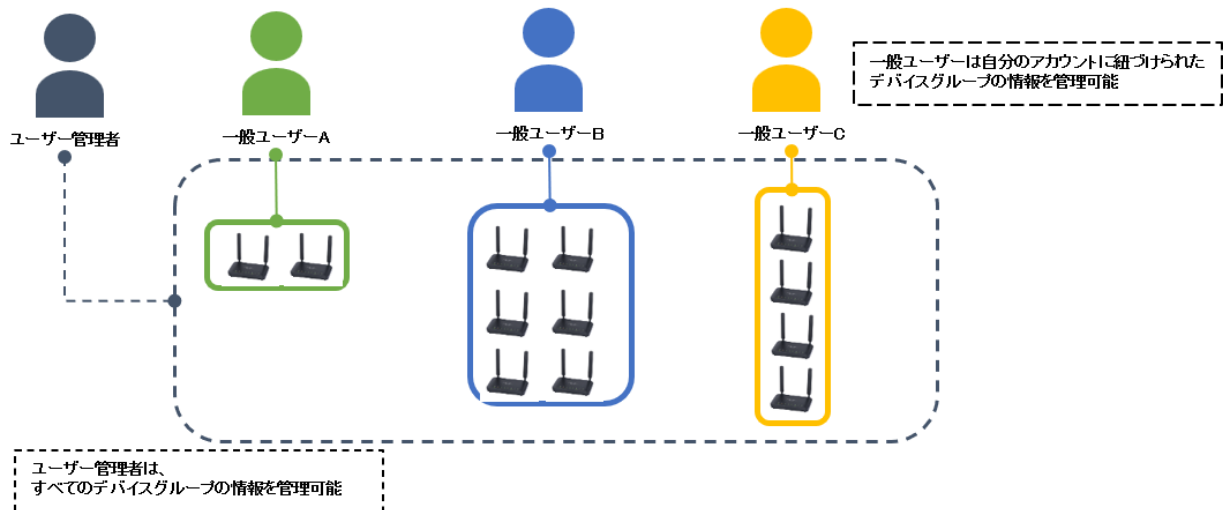 一般ユーザーは自分のアカウントに紐づけられた
デバイスグループの情報を管理可能
ユーザー管理者
一般ユーザーA
一般ユーザーB
一般ユーザーC
ユーザー管理者は、
すべてのデバイスグループの情報を管理可能